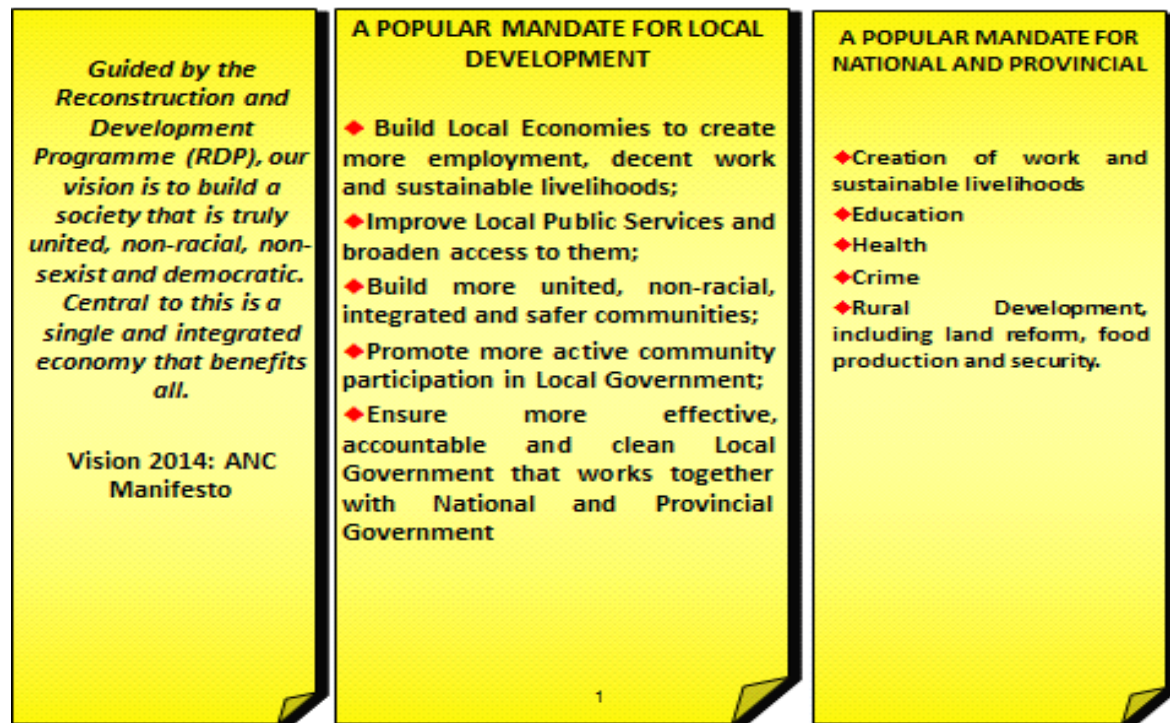 Guided by the
Reconstruction and
Development
Programme (RDP), our
vision is to build a
society that is truly
united, non-racial, non-
sexist and democratic.
Central to this is a
single and integrated
economy that benefits
all.
Vision 2014: ANC
Manifesto
A POPULAR MANDATE FOR LOCAL
DEVELOPMENT
◆ Build Local Economies to create
more employment, decent work
and sustainable livelihoods;
◆Improve Local Public Services and
broaden access to them;
◆Build more united, non-racial,
integrated and safer communities;
◆Promote more active community
participation in Local Government;
◆Ensure more effective,
accountable and clean Local
Government that works together
with National and Provincial
Government
1
A POPULAR MANDATE FOR
NATIONAL AND PROVINCIAL
◆Creation of work and
sustainable livelihoods
◆Education
◆Health
◆Crime
◆Rural Development,
including land reform, food
production and security.